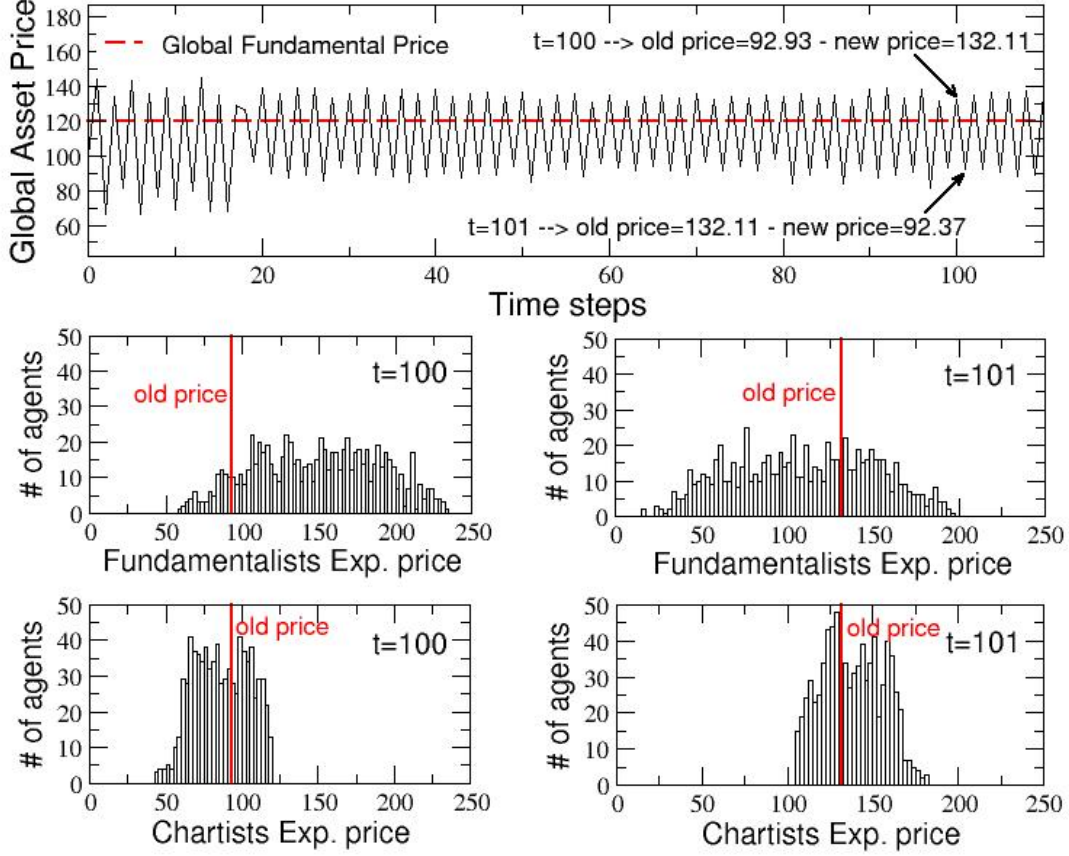 180
160
140
120
100
80
60
Global Asset Price
Global Fundamental Price
t=100 --> old price=92.93 - new price=132.11
t=101 --> old price=132.11 - new price=92.37
0 20 40 60 80 100
Time steps
50
40
30
20
10
0
# of agents
old price
t=100
0 50 100 150 200 250
Fundamentalists Exp. price
50
40
30
20
10
0
# of agents
old price
t=101
0 50 100 150 200 250
Fundamentalists Exp. price
50
40
30
20
10
0
# of agents
old price
t=100
0 50 100 150 200 250
Chartists Exp. price
50
40
30
20
10
0
# of agents
old price
t=101
0 50 100 150 200 250
Chartists Exp. price